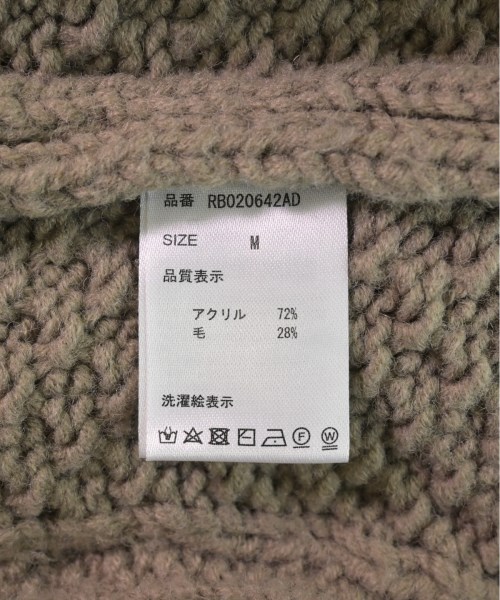 品番 RB020642AD
SIZE M
品質表示
アクリル 72%
毛 28%
洗濯絵表示
F W